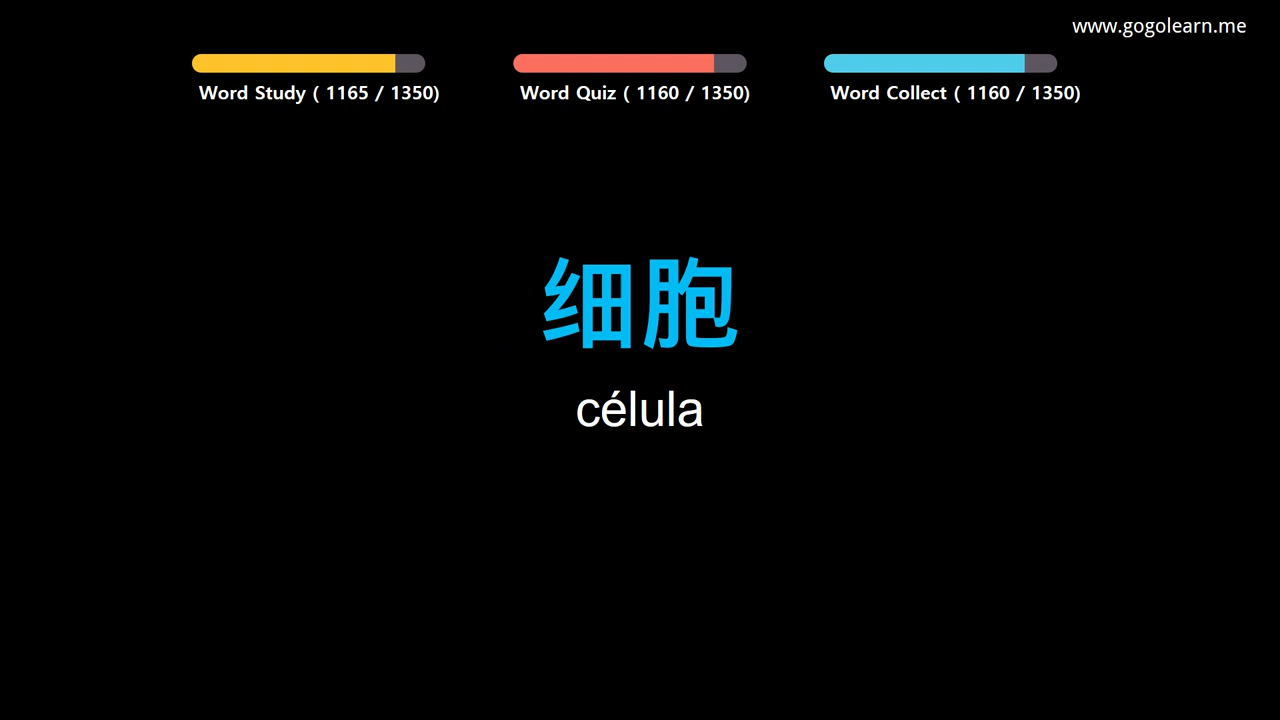 www.gogolearn.me
Word Study ( 1165 / 1350)
Word Quiz ( 1160 / 1350)
Word Collect ( 1160 / 1350)
细胞
célula